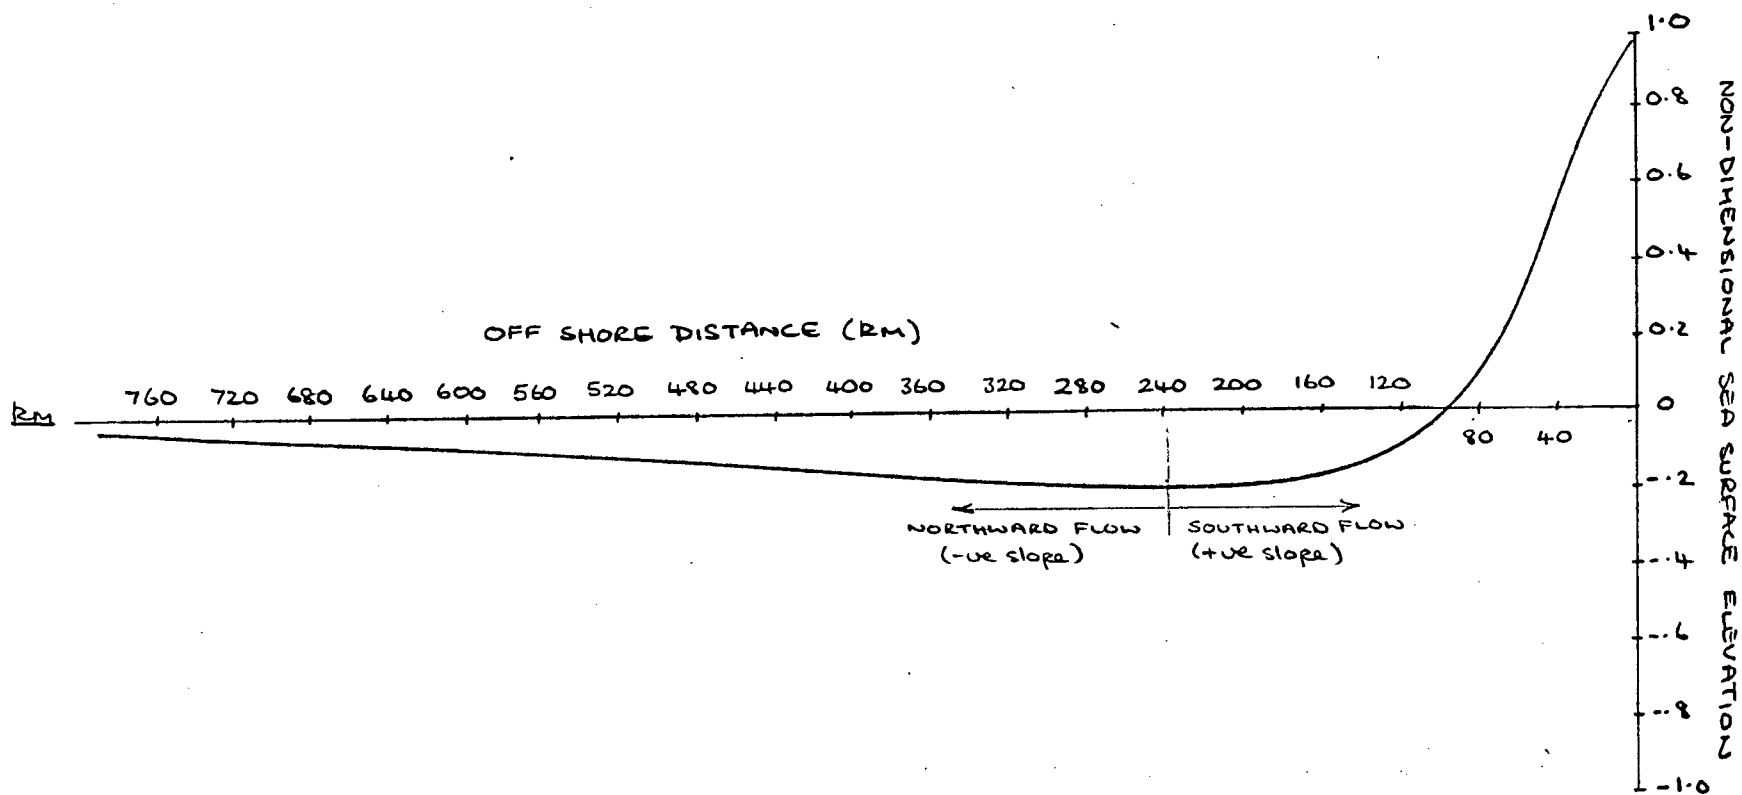 1.0
0.8
0.6
0.4
0.2
0
-.2
-.4
-.6
-.8
-1.0
NON-DIMENSIONAL SEA SURFACE ELEVATION
OFF SHORE DISTANCE (KM)
KM 760 720 680 640 600 560 520 480 440 400 360 320 280 240 200 160 120
80 40
NORTHWARD FLOW
(-ve slope)
SOUTHWARD FLOW
(+ve slope)